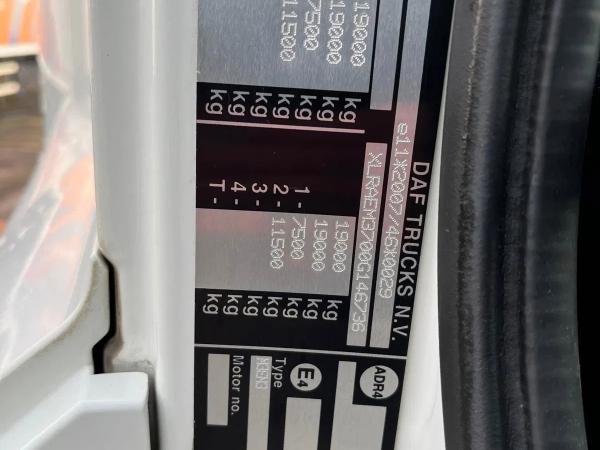 DAF TRUCKS N.V.
e11*2007/46*0029
XLRAEM3700G146736
19000 kg
19000 kg
7500 kg
11500 kg
kg
kg
kg
19000 kg
19000 kg
1- 7500 kg
2- 11500 kg
3- kg
4- kg
T- kg
ADR4
E4
Type
Motor no.